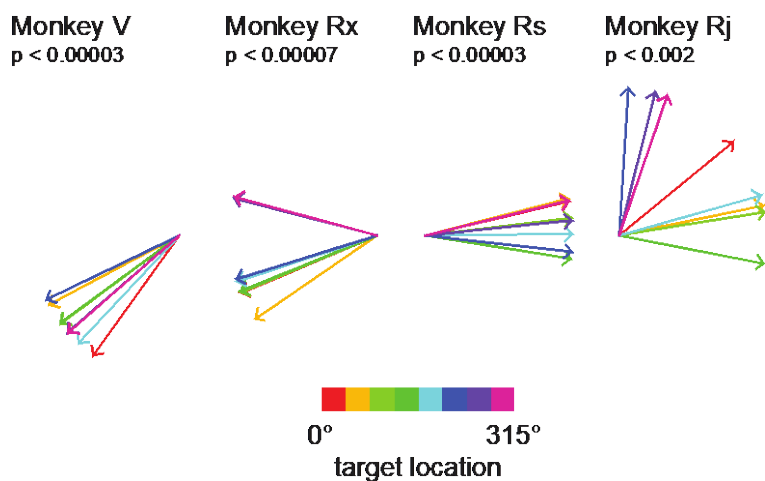 Monkey V
p < 0.00003
Monkey Rx
p < 0.00007
Monkey Rs
p < 0.00003
Monkey Rj
p < 0.002
0° 315°
target location